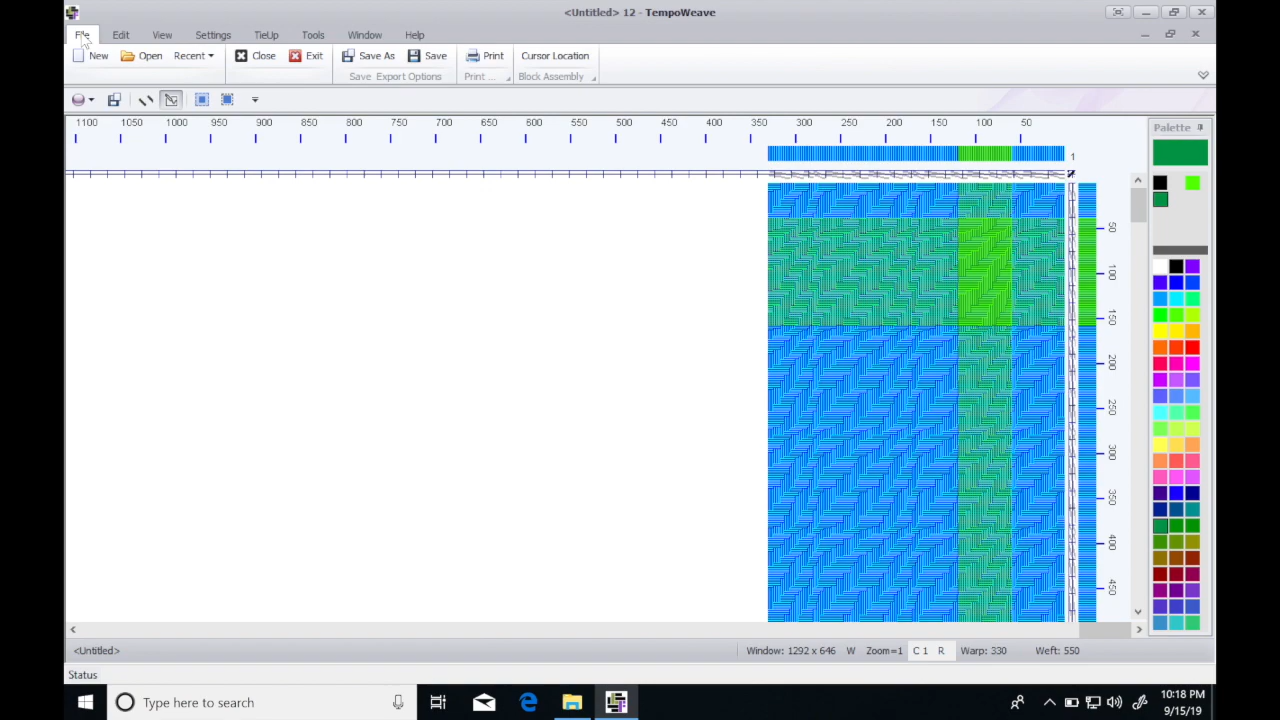 <Untitled> 12 - TempoWeave
File Edit View Settings TieUp Tools Window Help
New Open Recent Close Exit Save As Save Print Cursor Location
Save Export Options Print ... Block Assembly
1100 1050 1000 950 900 850 800 750 700 650 600 550 500 450 400 350 300 250 200 150 100 50
Palette
1
50
100
150
200
250
300
350
400
450
<Untitled> Window: 1292 x 646 W Zoom=1 C 1 R Warp: 330 Weft: 550
Status
Type here to search
10:18 PM
9/15/19